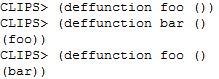 CLIPS> (deffunction foo ())
CLIPS> (deffunction bar ()
(foo))
CLIPS> (deffunction foo ()
(bar))